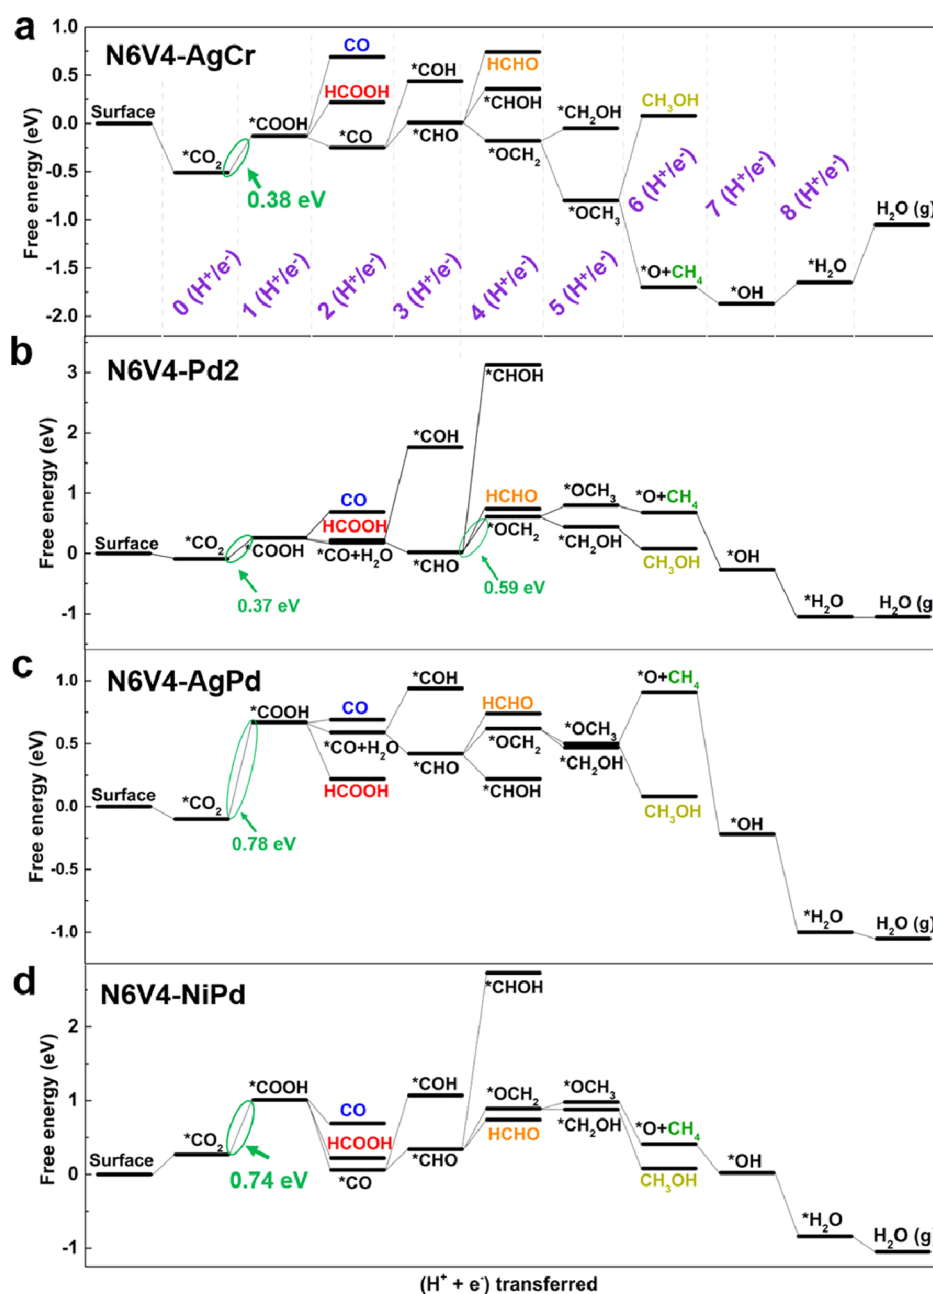 a
N6V4-AgCr
Free energy (eV)
1.0
0.5
0.0
-0.5
-1.0
-1.5
-2.0
Surface
*CO₂
0.38 eV
*COOH
CO
HCOOH
*CO
*COH
*CHO
HCHO
*CHOH
*OCH₂
*CH₂OH
*OCH₃
CH₃OH
*O+CH₄
*OH
*H₂O
H₂O (g)
0 (H⁺/e⁻)
1 (H⁺/e⁻)
2 (H⁺/e⁻)
3 (H⁺/e⁻)
4 (H⁺/e⁻)
5 (H⁺/e⁻)
6 (H⁺/e⁻)
7 (H⁺/e⁻)
8 (H⁺/e⁻)
b
N6V4-Pd2
Free energy (eV)
3
2
1
0
-1
Surface
*CO₂
0.37 eV
*COOH
CO
HCOOH
*CO+H₂O
*COH
*CHO
*CHOH
HCHO
*OCH₂
0.59 eV
*OCH₃
*CH₂OH
*O+CH₄
CH₃OH
*OH
*H₂O
H₂O (g)
c
N6V4-AgPd
Free energy (eV)
1.0
0.5
0.0
-0.5
-1.0
Surface
*CO₂
0.78 eV
*COOH
CO
*CO+H₂O
HCOOH
*COH
*CHO
HCHO
*OCH₂
*CHOH
*OCH₃
*CH₂OH
*O+CH₄
CH₃OH
*OH
*H₂O
H₂O (g)
d
N6V4-NiPd
Free energy (eV)
2
1
0
-1
Surface
*CO₂
0.74 eV
*COOH
CO
HCOOH
*CO
*COH
*CHO
*CHOH
*OCH₂
HCHO
*OCH₃
*CH₂OH
*O+CH₄
CH₃OH
*OH
*H₂O
H₂O (g)
(H⁺ + e⁻) transferred